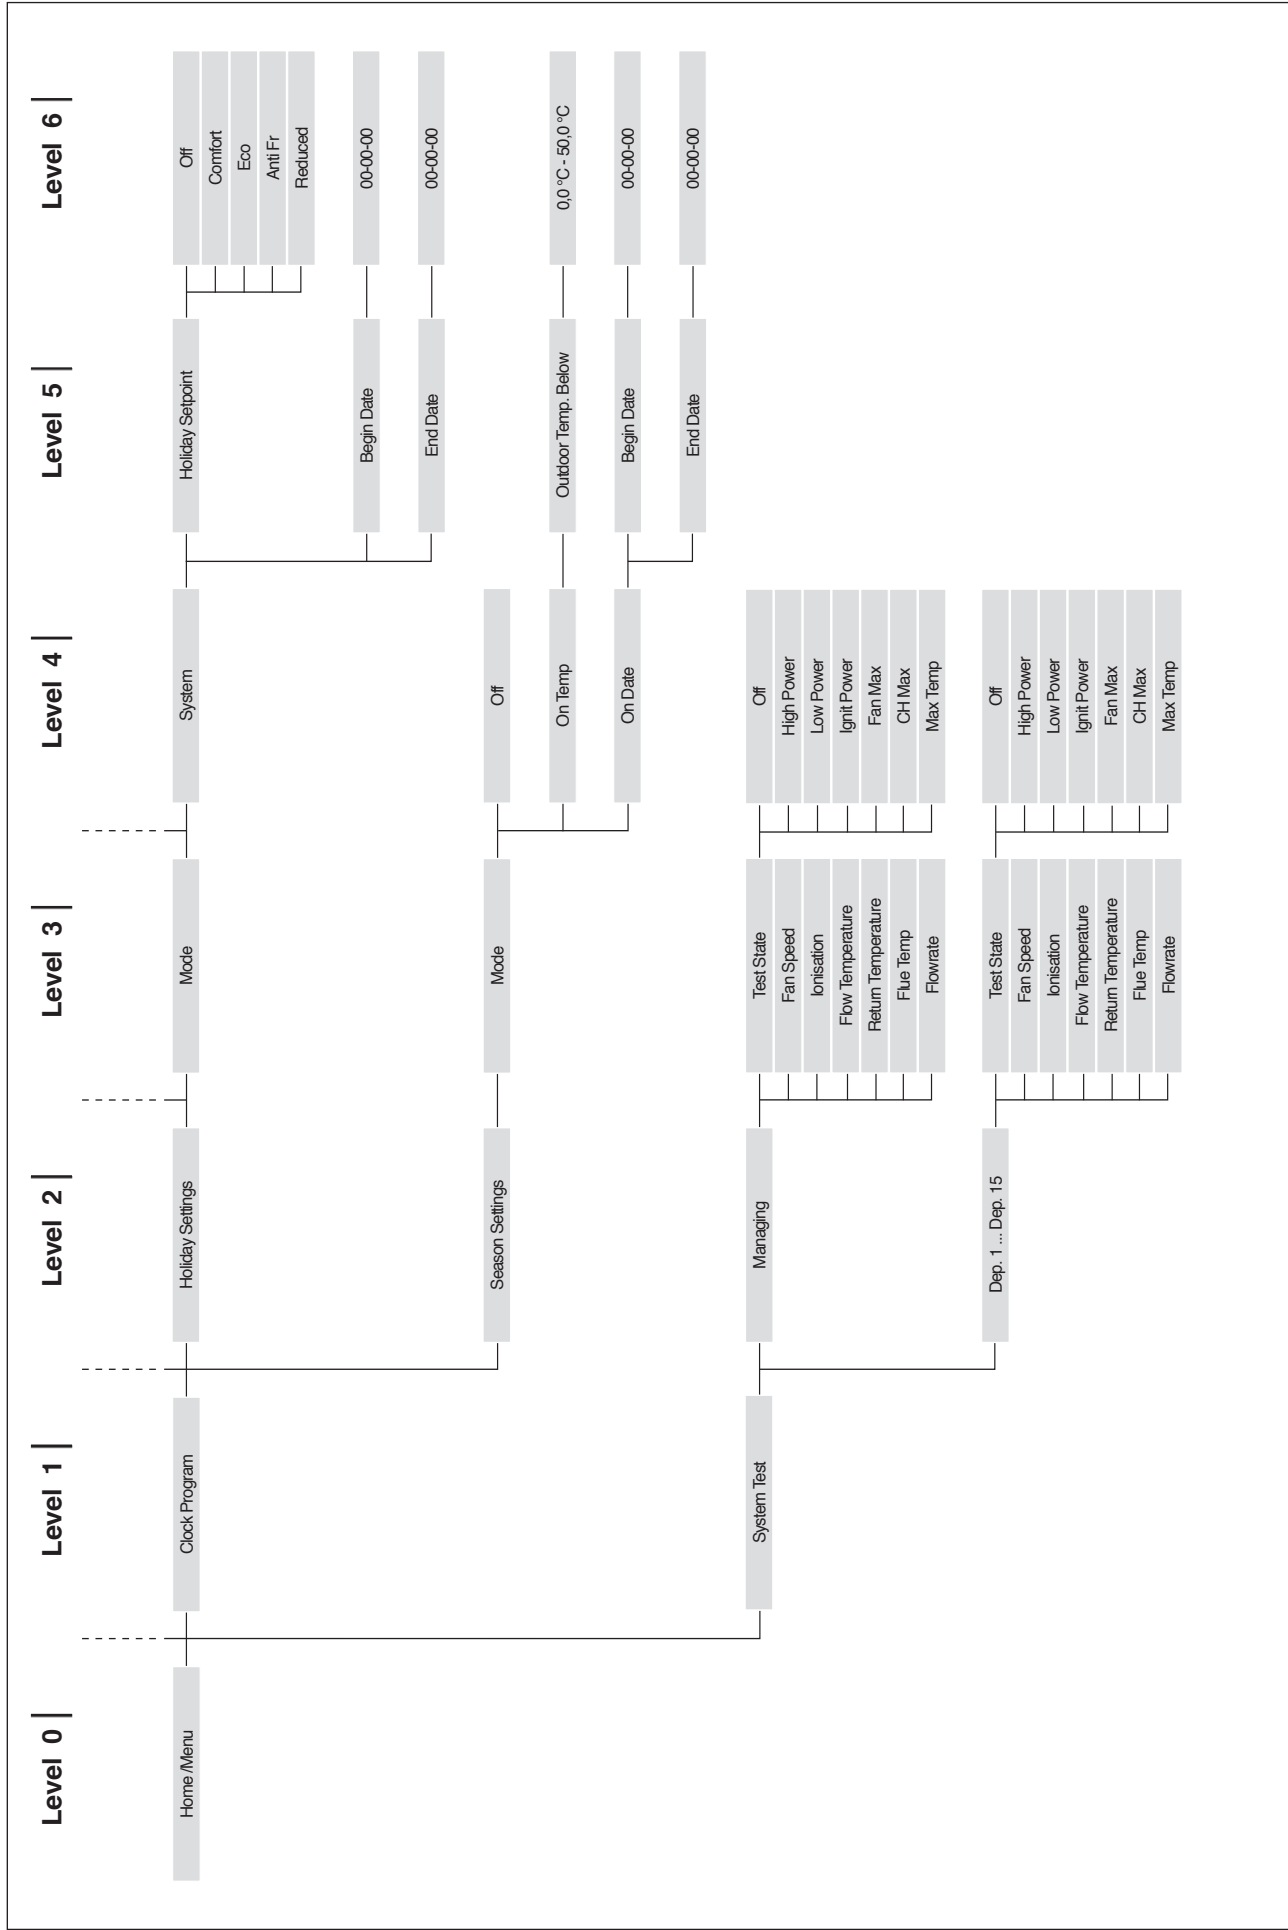 Level 0
Level 1
Level 2
Level 3
Level 4
Level 5
Level 6
Home /Menu
Clock Program
Holiday Settings
Mode
System
Holiday Setpoint
Off
Comfort
Eco
Anti Fr
Reduced
Begin Date
00-00-00
End Date
00-00-00
Season Settings
Mode
Off
On Temp
Outdoor Temp. Below
0,0 °C - 50,0 °C
On Date
Begin Date
00-00-00
End Date
00-00-00
System Test
Managing
Test State
Off
Fan Speed
High Power
Ionisation
Low Power
Flow Temperature
Ignit Power
Return Temperature
Fan Max
Flue Temp
CH Max
Flowrate
Max Temp
Dep. 1 ... Dep. 15
Test State
Off
Fan Speed
High Power
Ionisation
Low Power
Flow Temperature
Ignit Power
Return Temperature
Fan Max
Flue Temp
CH Max
Flowrate
Max Temp